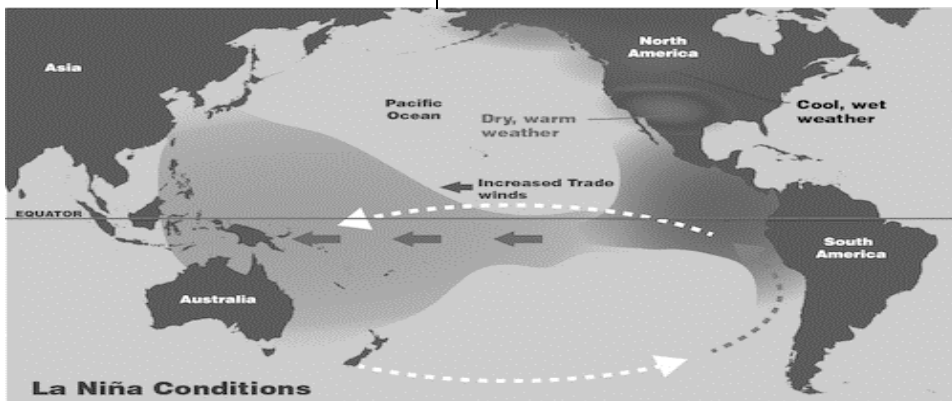 Asia
North
America
Pacific
Ocean
Cool, wet
weather
Dry, warm
weather
Increased Trade
winds
EQUATOR
South
America
Australia
La Niña Conditions